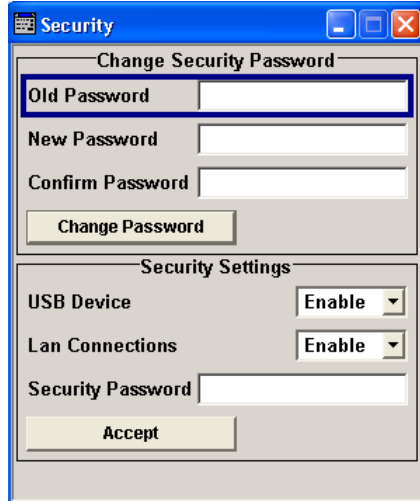 Security
Change Security Password
Old Password
New Password
Confirm Password
Change Password
Security Settings
USB Device Enable
Lan Connections Enable
Security Password
Accept